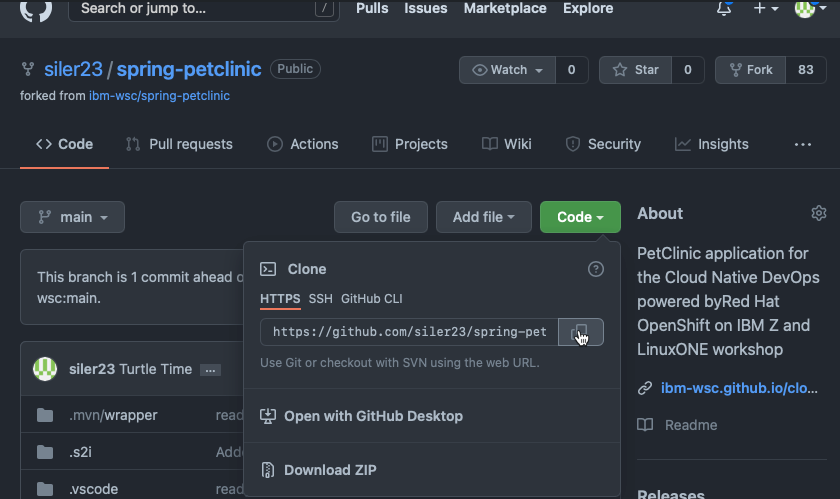 Search or jump to... /
Pulls Issues Marketplace Explore
siler23 / spring-petclinic Public
Watch 0 Star 0 Fork 83
forked from ibm-wsc/spring-petclinic
<> Code Pull requests Actions Projects Wiki Security Insights ...
main Go to file Add file Code
This branch is 1 commit ahead o
wsc:main.
Clone
HTTPS SSH GitHub CLI
https://github.com/siler23/spring-pet
Use Git or checkout with SVN using the web URL.
Open with GitHub Desktop
Download ZIP
siler23 Turtle Time ...
.mvn/wrapper read
.s2i Adde
.vscode read
About
PetClinic application for
the Cloud Native DevOps
powered byRed Hat
OpenShift on IBM Z and
LinuxONE workshop
ibm-wsc.github.io/clo...
Readme
Releases